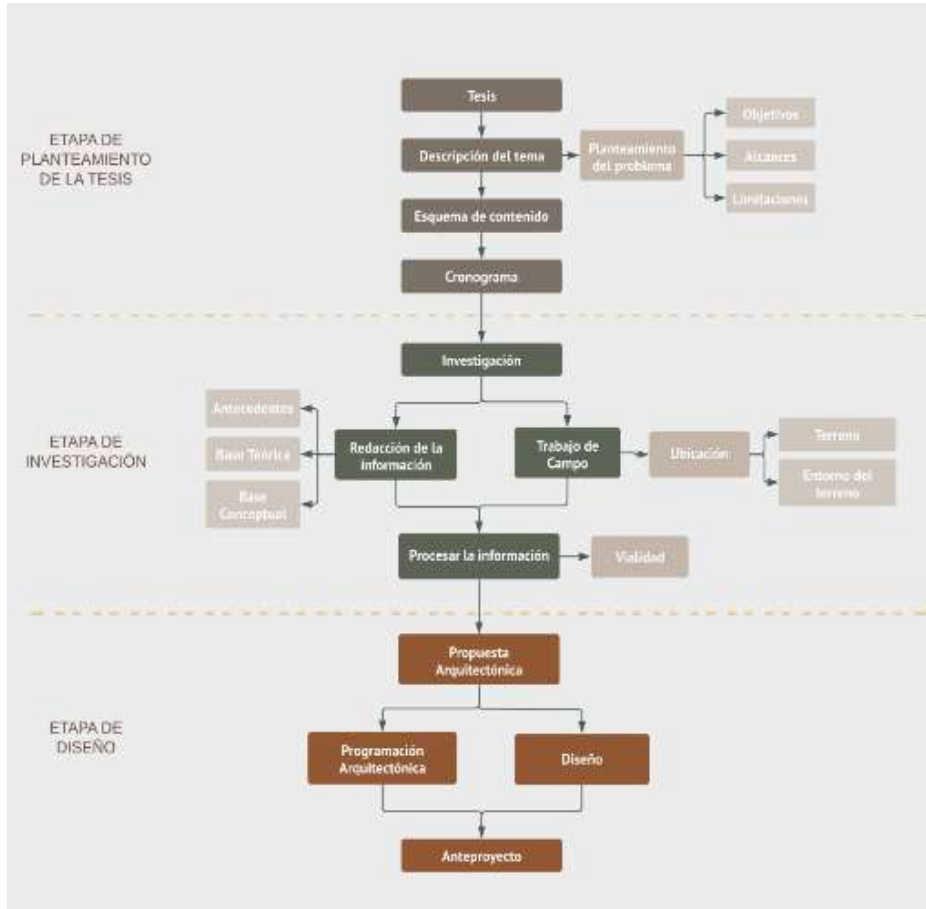 Tesis
ETAPA DE
PLANTEAMIENTO
DE LA TESIS
Descripción del tema
Planteamiento
del problema
Objetivos
Alcances
Limitaciones
Esquema de contenido
Cronograma
Investigación
ETAPA DE
INVESTIGACIÓN
Antecedentes
Base Teórica
Base
Conceptual
Redacción de la
información
Trabajo de
Campo
Ubicación
Terreno
Entorno del
terreno
Procesar la información
Vialidad
Propuesta
Arquitectónica
ETAPA DE
DISEÑO
Programación
Arquitectónica
Diseño
Anteproyecto